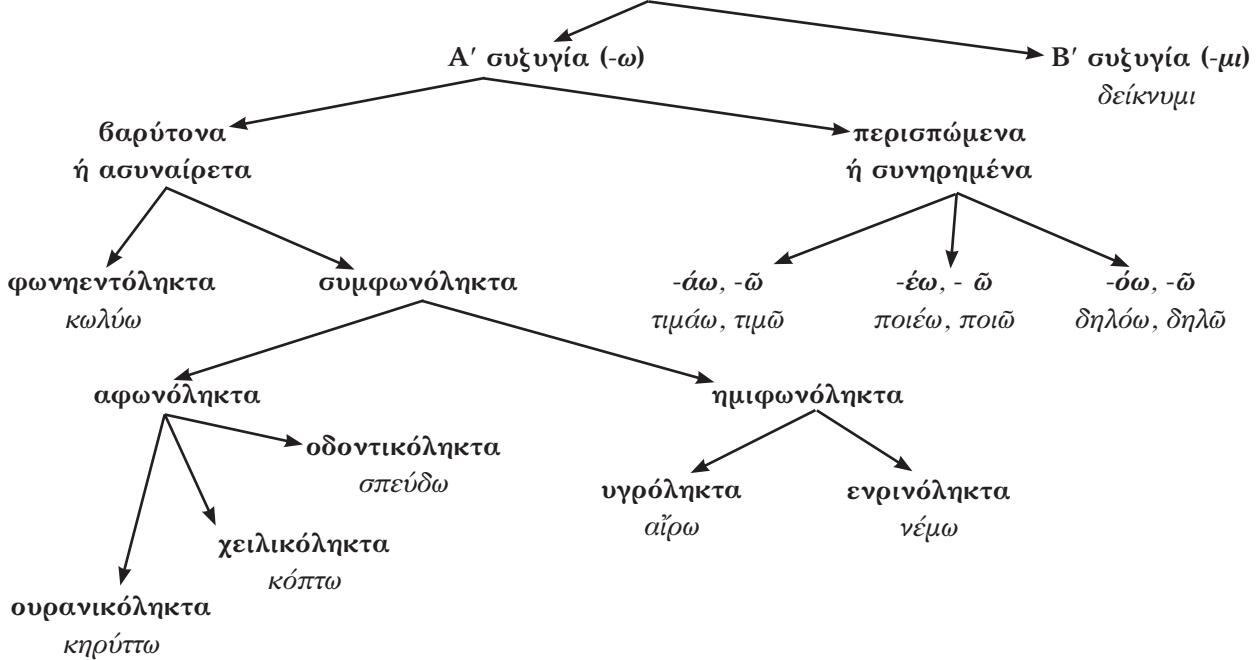 Α′ συζυγία (-ω)
Β′ συζυγία (-μι)
δείκνυμι
βαρύτονα
ή ασυναίρετα
περισπώμενα
ή συνηρημένα
φωνηεντόληκτα
κωλύω
συμφωνόληκτα
-άω, -ῶ
τιμάω, τιμῶ
-έω, - ῶ
ποιέω, ποιῶ
-όω, -ῶ
δηλόω, δηλῶ
αφωνόληκτα
ημιφωνόληκτα
οδοντικόληκτα
σπεύδω
υγρόληκτα
αἴρω
ενρινόληκτα
νέμω
χειλικόληκτα
κόπτω
ουρανικόληκτα
κηρύττω